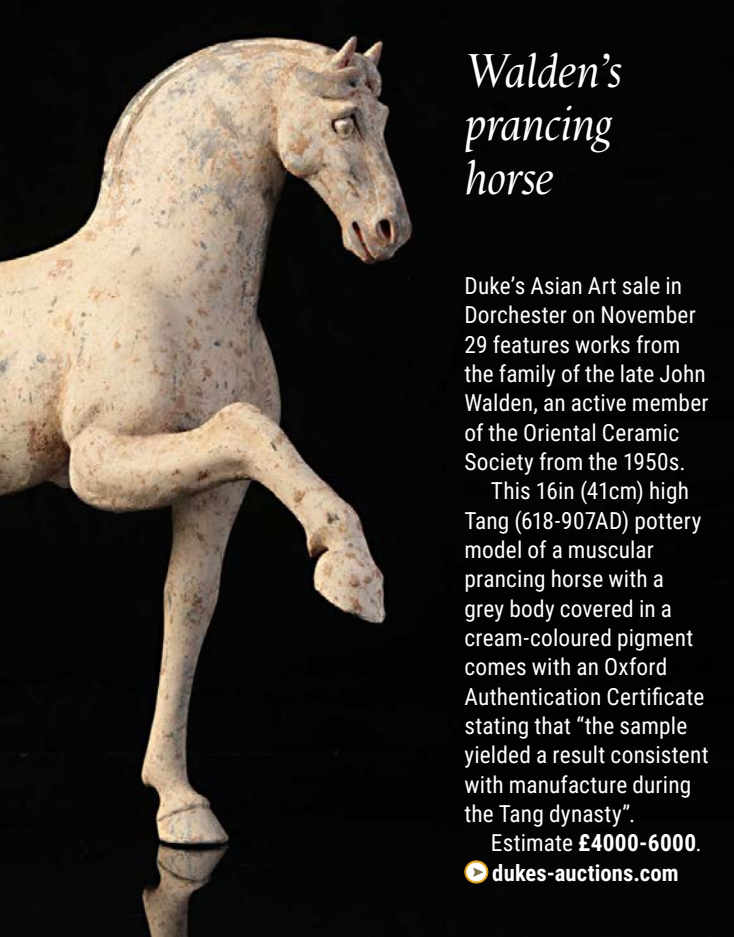 Walden's
prancing
horse
Duke's Asian Art sale in
Dorchester on November
29 features works from
the family of the late John
Walden, an active member
of the Oriental Ceramic
Society from the 1950s.
This 16in (41cm) high
Tang (618-907AD) pottery
model of a muscular
prancing horse with a
grey body covered in a
cream-coloured pigment
comes with an Oxford
Authentication Certificate
stating that “the sample
yielded a result consistent
with manufacture during
the Tang dynasty”.
Estimate £4000-6000.
dukes-auctions.com